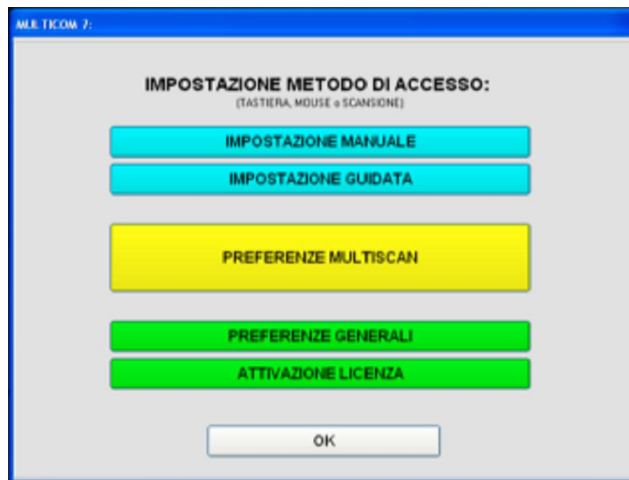 MULTICOM 7:
IMPOSTAZIONE METODO DI ACCESSO:
(TASTIERA, MOUSE o SCANSIONE)
IMPOSTAZIONE MANUALE
IMPOSTAZIONE GUIDATA
PREFERENZE MULTISCAN
PREFERENZE GENERALI
ATTIVAZIONE LICENZA
OK